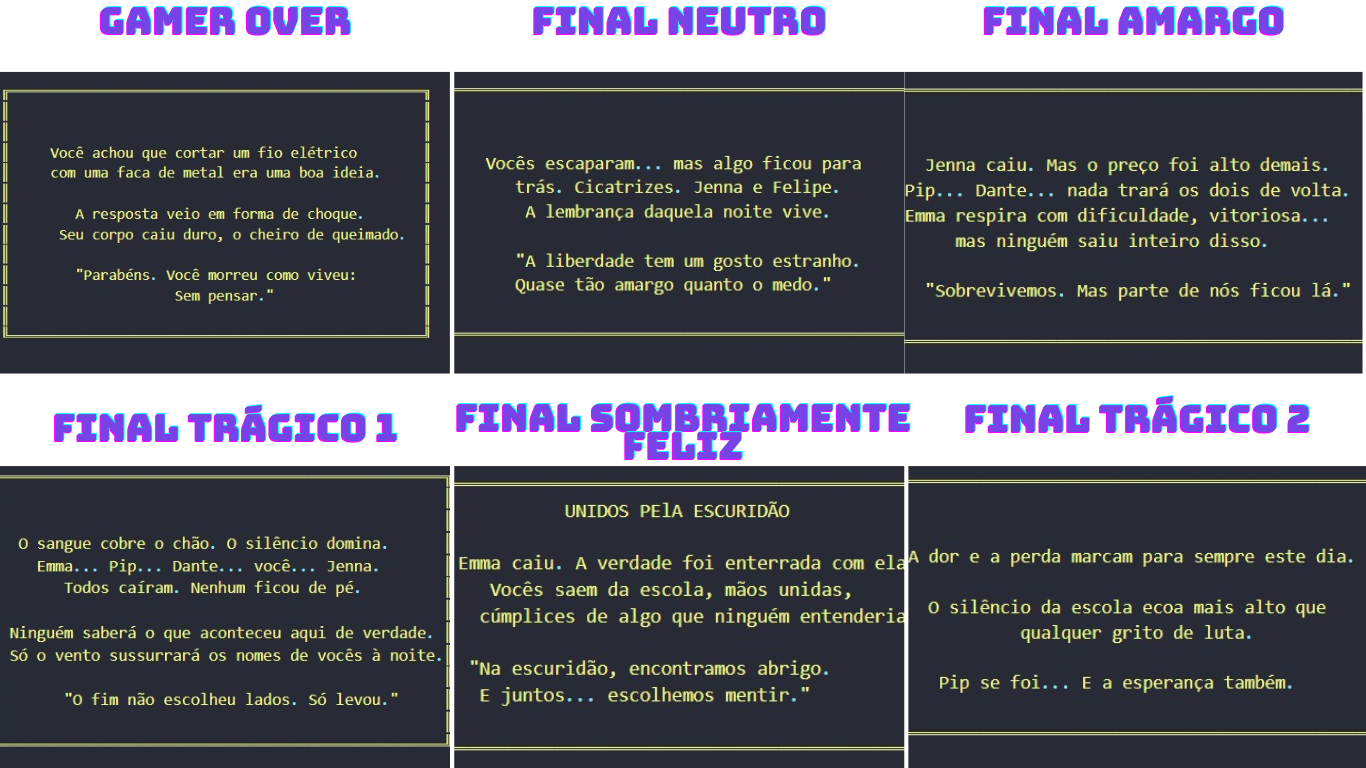 GAMER OVER
Você achou que cortar um fio elétrico
com uma faca de metal era uma boa ideia.
A resposta veio em forma de choque.
Seu corpo caiu duro, o cheiro de queimado.
"Parabéns. Você morreu como viveu:
Sem pensar."
FINAL NEUTRO
Vocês escaparam... mas algo ficou para
trás. Cicatrizes. Jenna e Felipe.
A lembrança daquela noite vive.
"A liberdade tem um gosto estranho.
Quase tão amargo quanto o medo."
FINAL AMARGO
Jenna caiu. Mas o preço foi alto demais.
Pip... Dante... nada trará os dois de volta.
Emma respira com dificuldade, vitoriosa...
mas ninguém saiu inteiro disso.
"Sobrevivemos. Mas parte de nós ficou lá."
FINAL TRÁGICO 1
O sangue cobre o chão. O silêncio domina.
Emma... Pip... Dante... você... Jenna.
Todos caíram. Nenhum ficou de pé.
Ninguém saberá o que aconteceu aqui de verdade.
Só o vento sussurrará os nomes de vocês à noite.
"O fim não escolheu lados. Só levou."
FINAL SOMBRIAMENTE
FELIZ
UNIDOS PElA ESCURIDÃO
Emma caiu. A verdade foi enterrada com ela
Vocês saem da escola, mãos unidas,
cúmplices de algo que ninguém entenderia
"Na escuridão, encontramos abrigo.
E juntos... escolhemos mentir."
FINAL TRÁGICO 2
A dor e a perda marcam para sempre este dia.
O silêncio da escola ecoa mais alto que
qualquer grito de luta.
Pip se foi... E a esperança também.